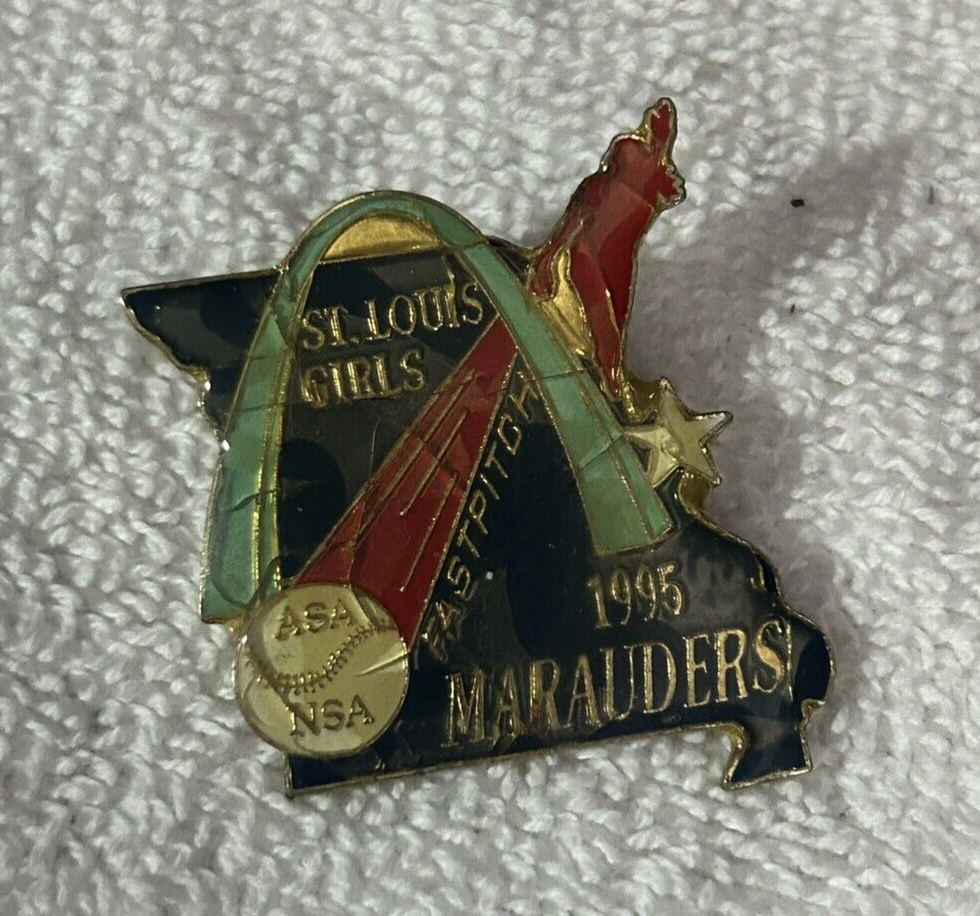 ST. LOUIS
GIRLS
FASTPITCH
ASA
NSA
1995
MARAUDERS